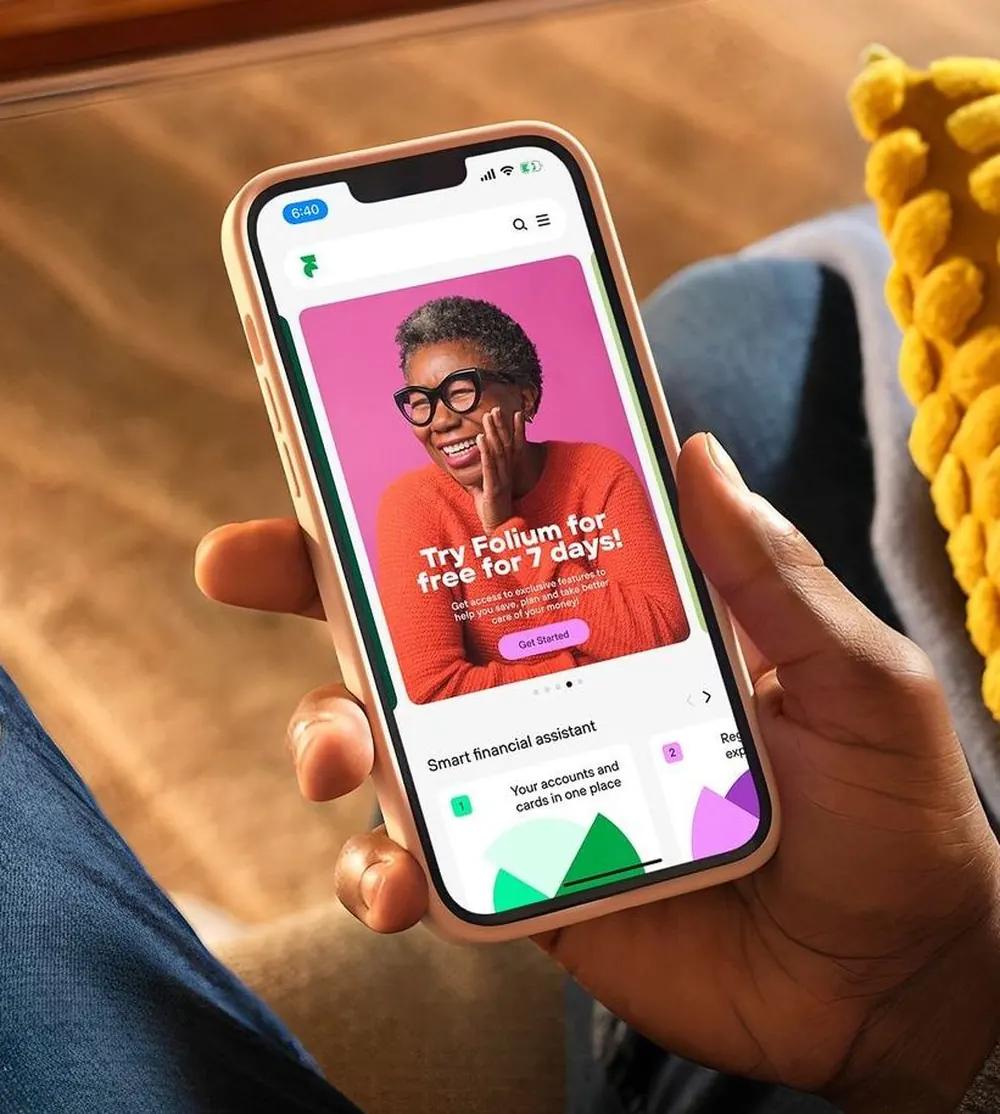 6:40
Try Folium for
free for 7 days!
Get access to exclusive features to
help you save, plan and take better
care of your money!
Get Started
Smart financial assistant
1
Your accounts and
cards in one place
2